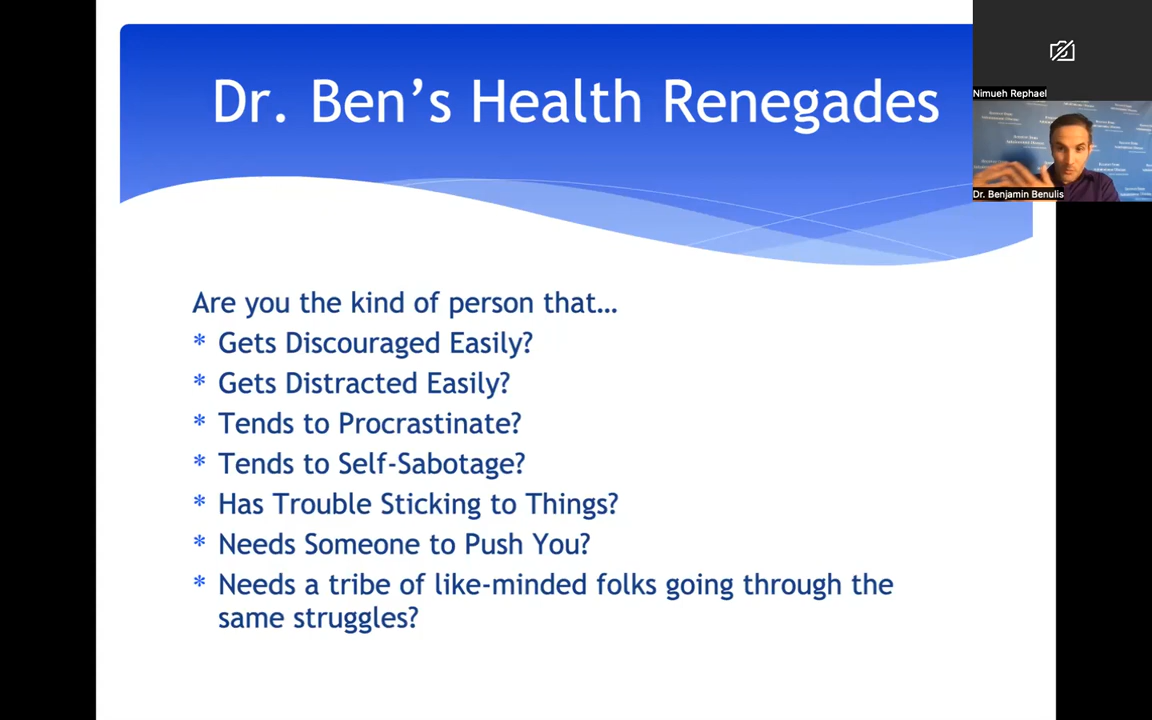 Dr. Ben's Health Renegades
Nimueh Rephael
Dr. Benjamin Benulis
Are you the kind of person that…
* Gets Discouraged Easily?
* Gets Distracted Easily?
* Tends to Procrastinate?
* Tends to Self-Sabotage?
* Has Trouble Sticking to Things?
* Needs Someone to Push You?
* Needs a tribe of like-minded folks going through the
same struggles?